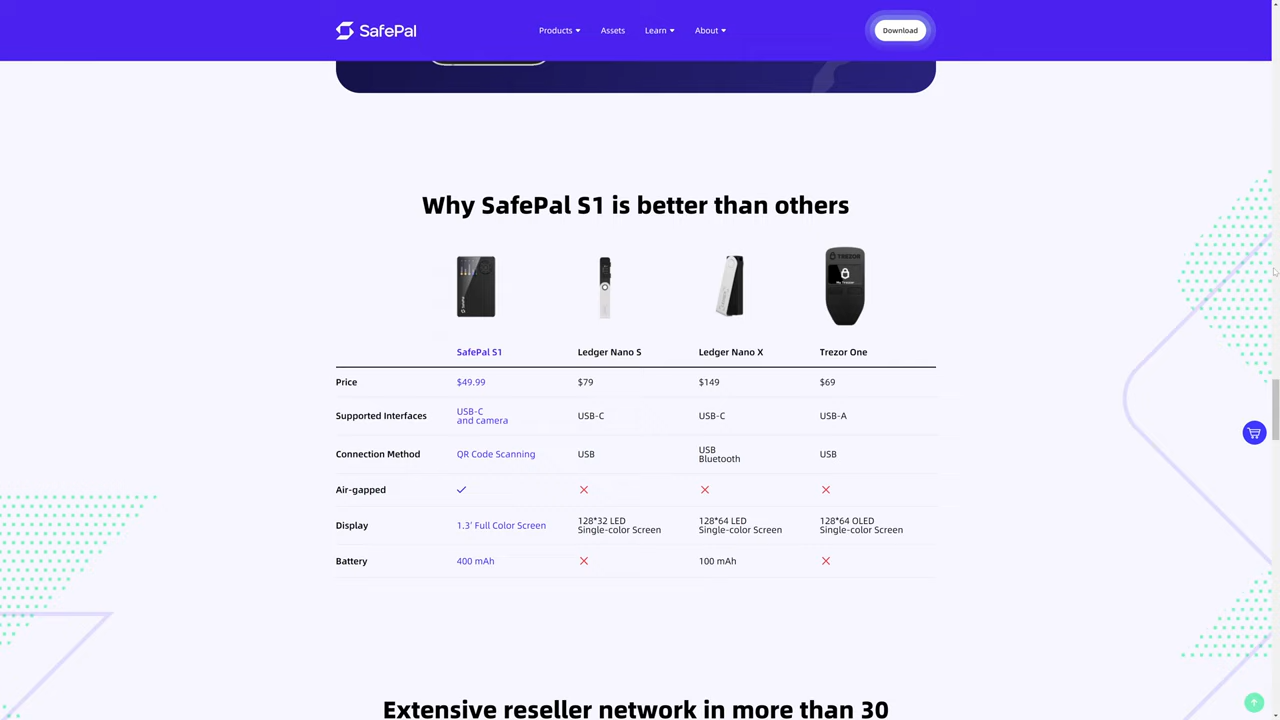 SafePal
Products
Assets
Learn
About
Download
Why SafePal S1 is better than others
TREZOR
SafePal S1
Ledger Nano S
Ledger Nano X
Trezor One
Price
$49.99
$79
$149
$69
Supported Interfaces
USB-C
and camera
USB-C
USB-C
USB-A
Connection Method
QR Code Scanning
USB
USB
Bluetooth
USB
Air-gapped
Display
1.3' Full Color Screen
128*32 LED
Single-color Screen
128*64 LED
Single-color Screen
128*64 OLED
Single-color Screen
Battery
400 mAh
100 mAh
Extensive reseller network in more than 30